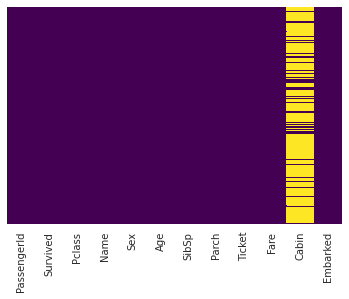 PassengerId
Survived
Pclass
Name
Sex
Age
SibSp
Parch
Ticket
Fare
Cabin
Embarked